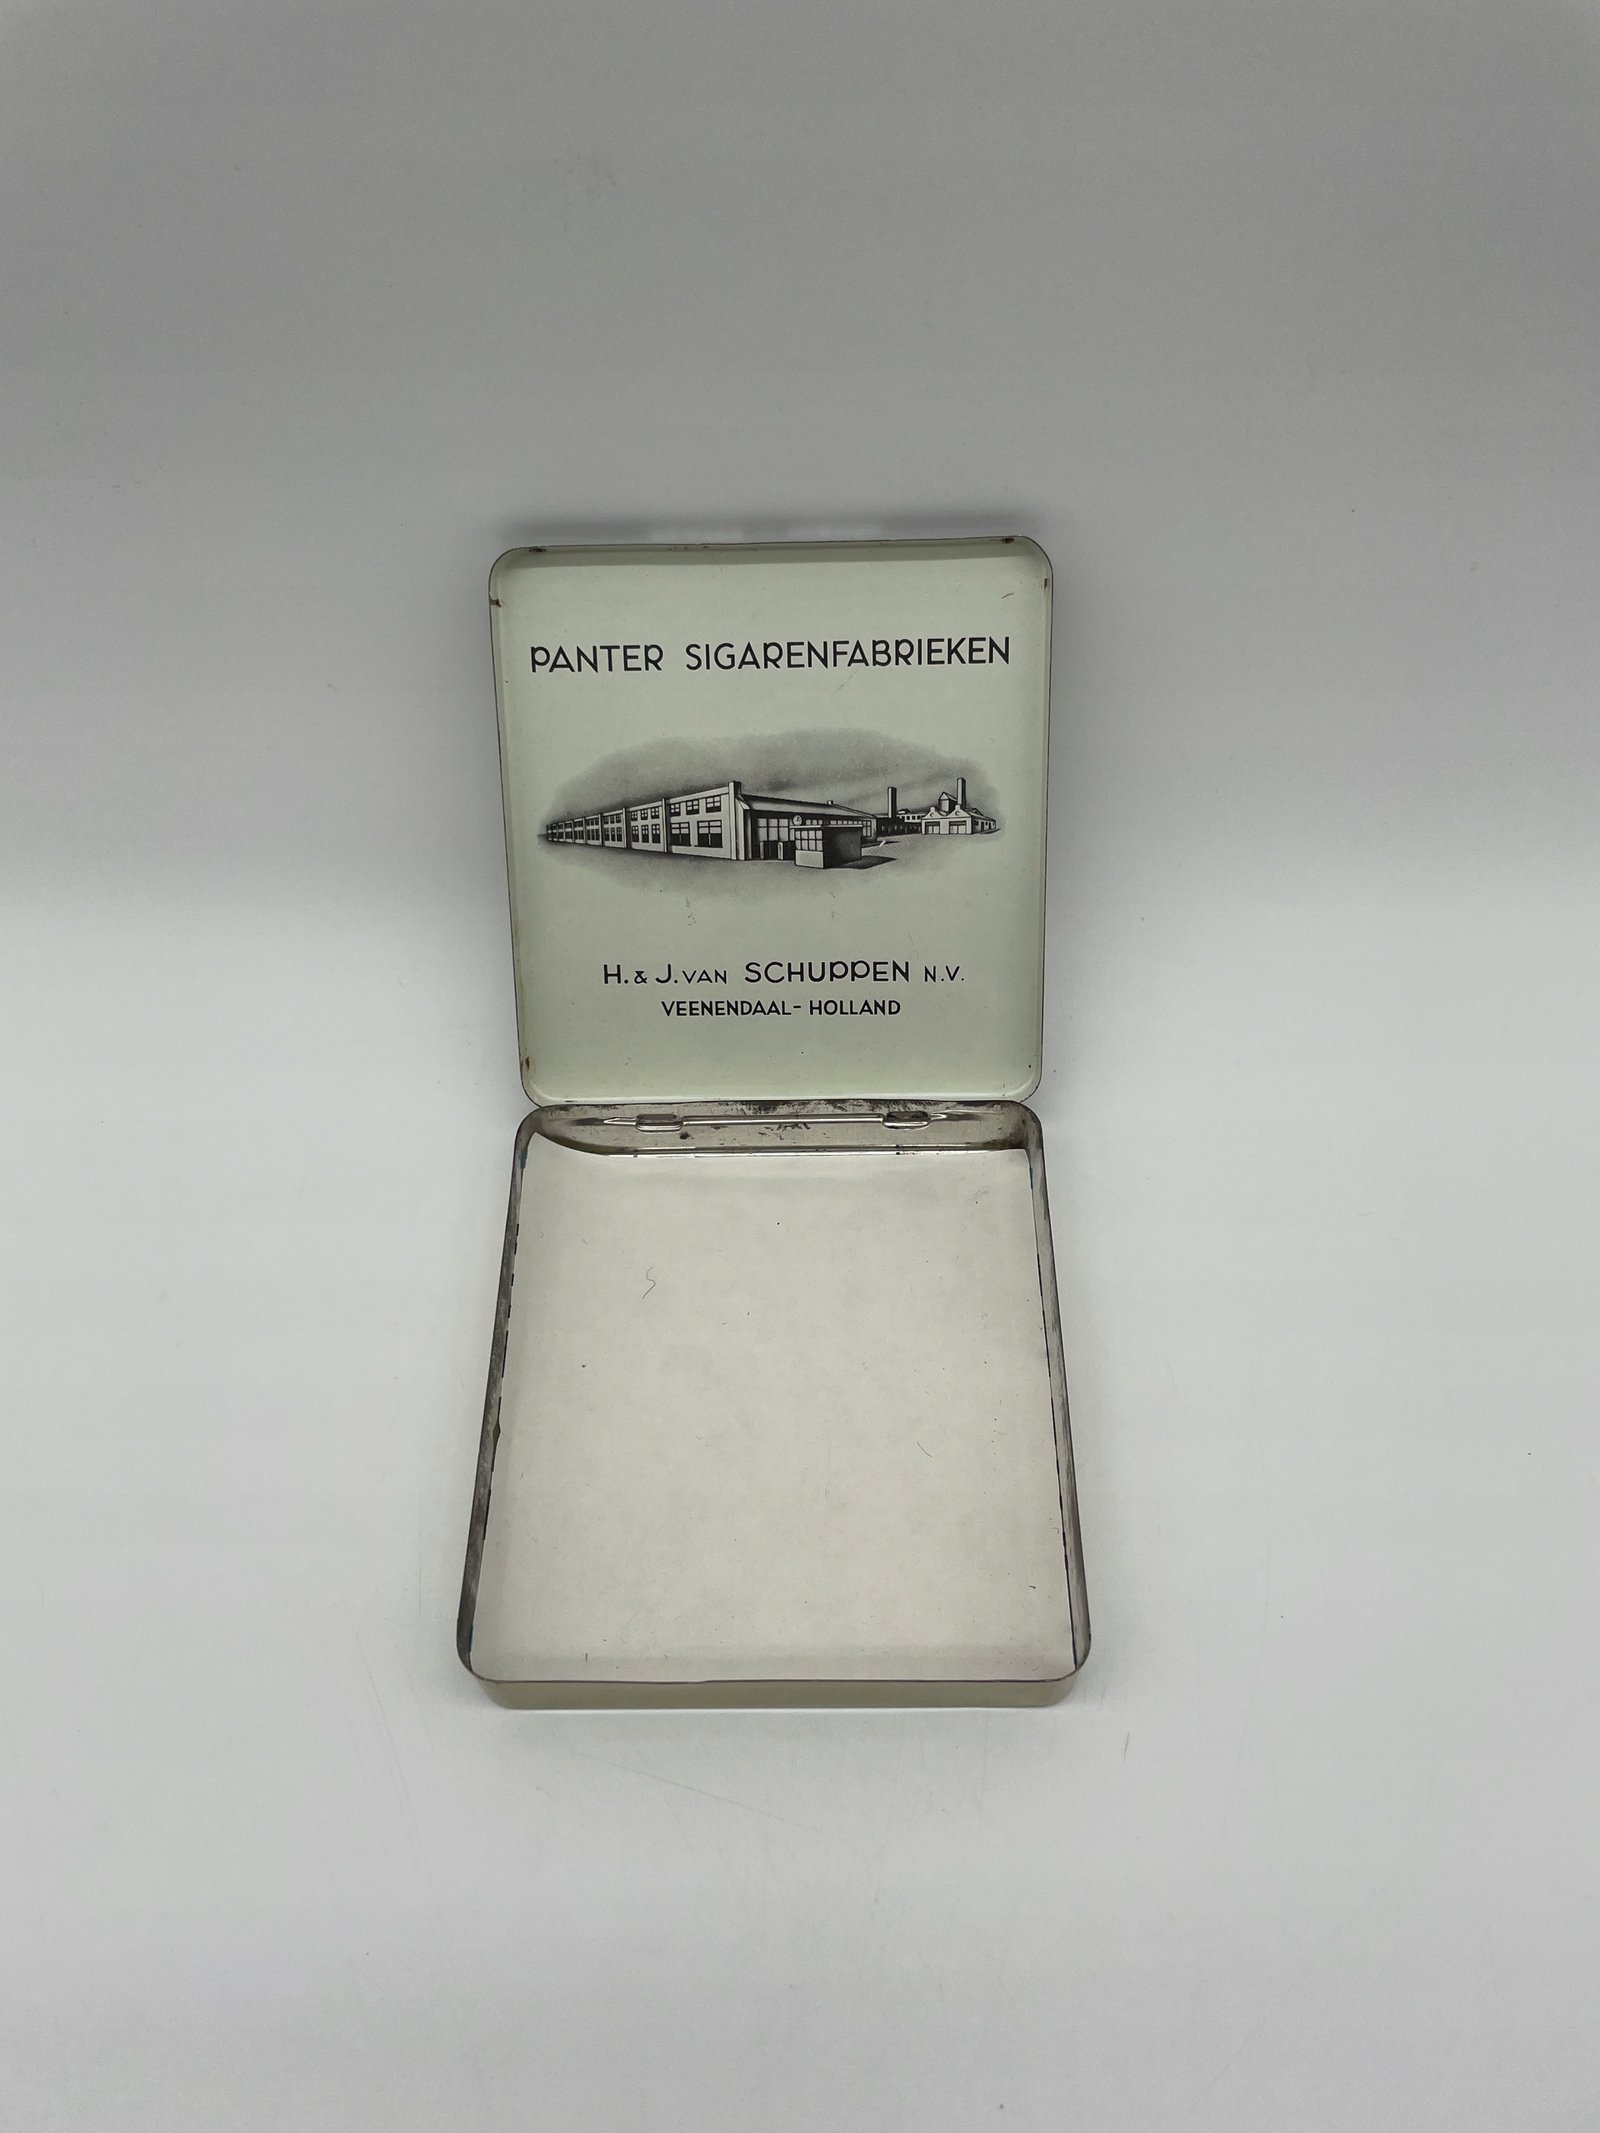 PANTER SIGARENFABRIEKEN
H. & J. VAN SCHUPPEN N.V.
VEENENDAAL - HOLLAND